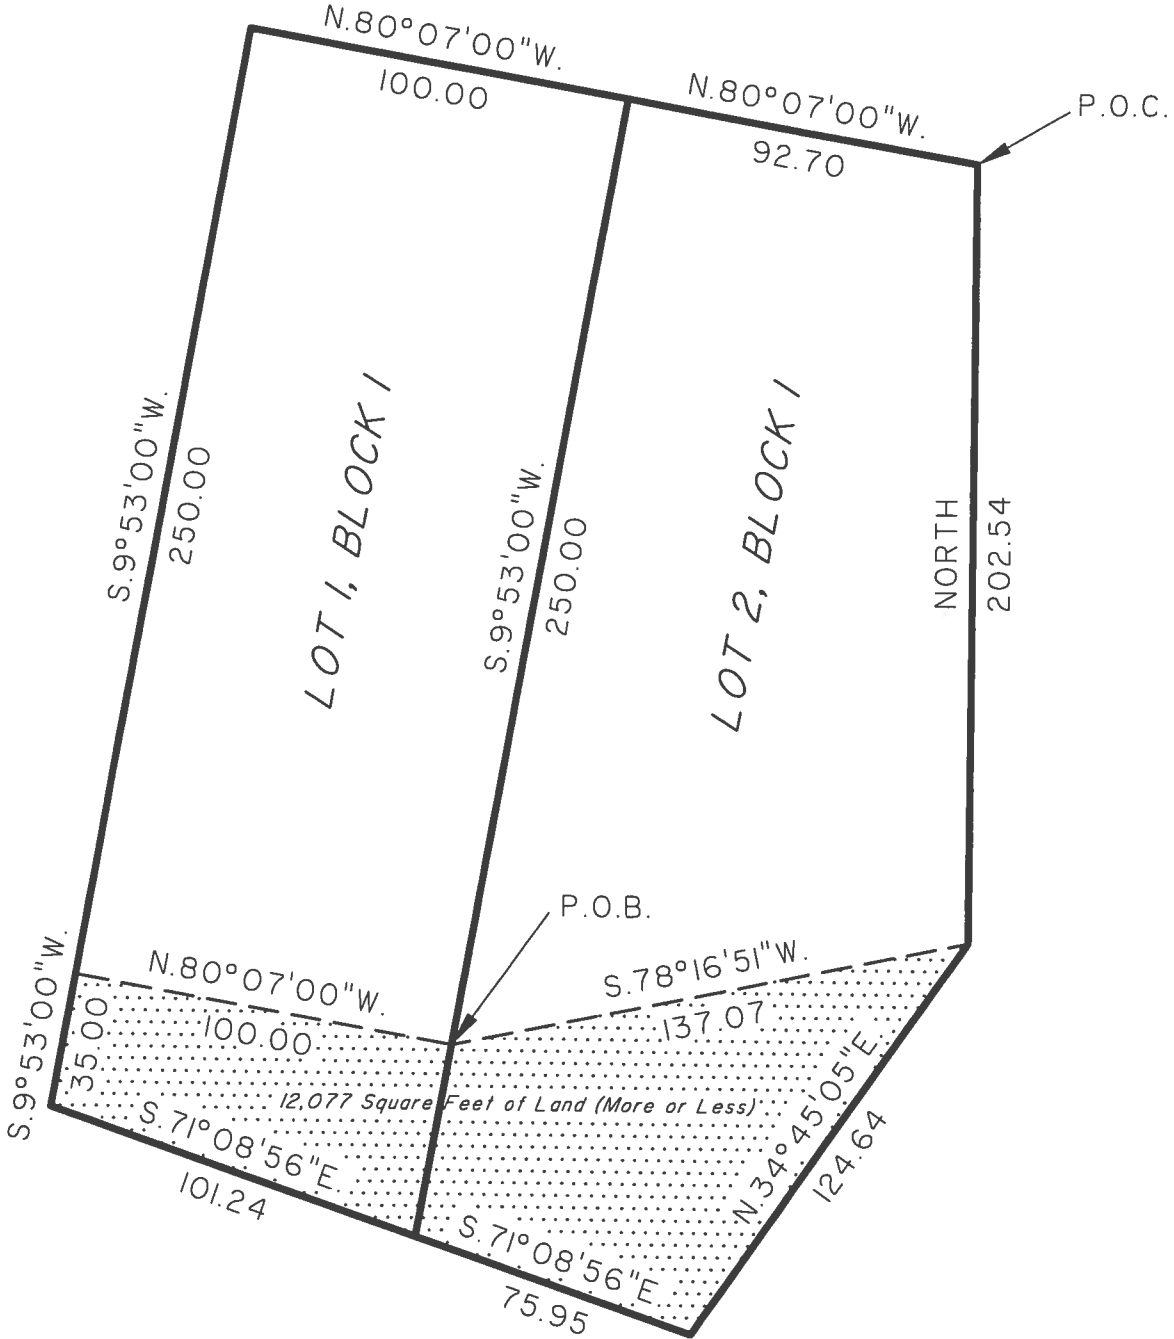 N.80°07'00"W.
100.00
N.80°07'00"W.
92.70
P.O.C.
S.9°53'00"W.
250.00
LOT 1, BLOCK 1
S.9°53'00"W.
250.00
LOT 2, BLOCK 1
NORTH
202.54
P.O.B.
S.9°53'00"W.
35.00
N.80°07'00"W.
100.00
S.78°16'51"W.
137.07
12,077 Square Feet of Land (More or Less)
N.34°45'05"E
124.64
S.71°08'56"E
101.24
S.71°08'56"E
75.95